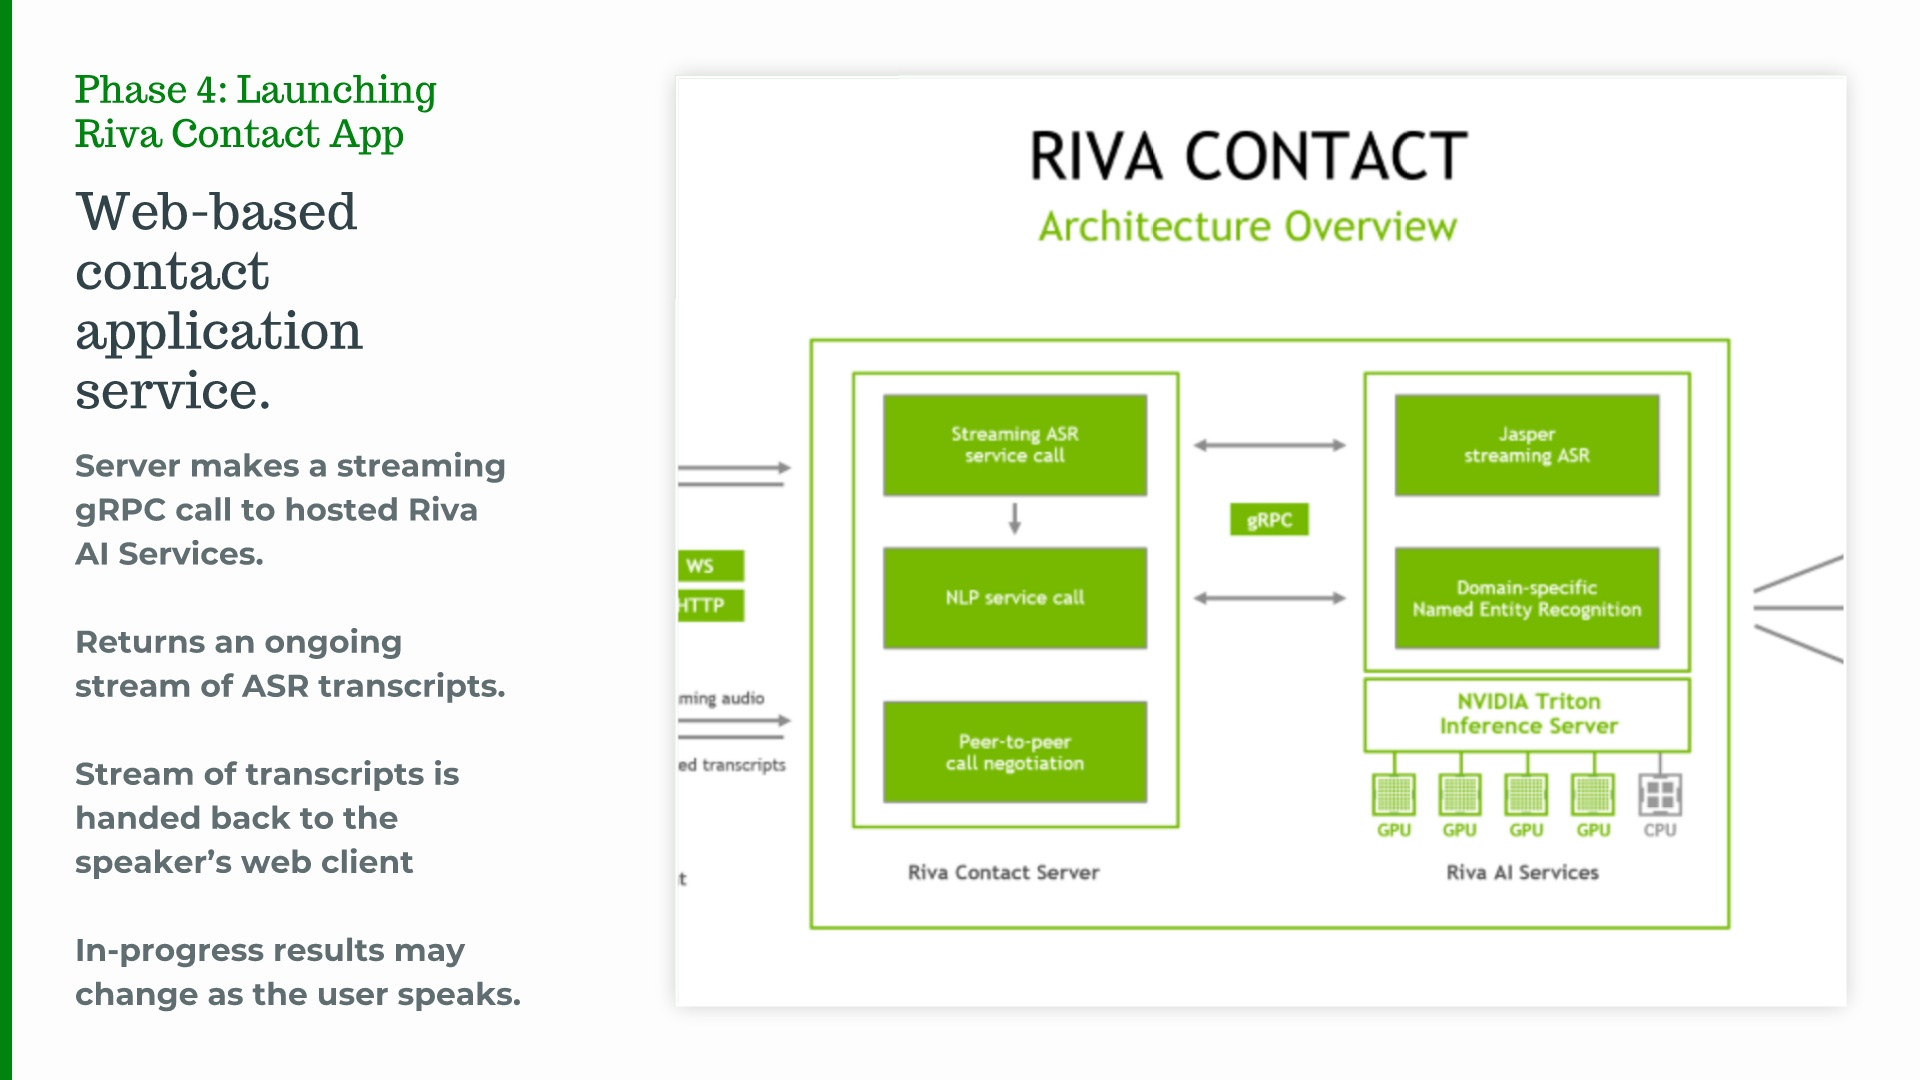 Phase 4: Launching
Riva Contact App
Web-based
contact
application
service.
Server makes a streaming
gRPC call to hosted Riva
AI Services.
Returns an ongoing
stream of ASR transcripts.
Stream of transcripts is
handed back to the
speaker’s web client
In-progress results may
change as the user speaks.
RIVA CONTACT
Architecture Overview
WS
HTTP
ming audio
ed transcripts
t
Streaming ASR
service call
NLP service call
Peer-to-peer
call negotiation
Riva Contact Server
gRPC
Jasper
streaming ASR
Domain-specific
Named Entity Recognition
NVIDIA Triton
Inference Server
GPU GPU GPU GPU CPU
Riva AI Services